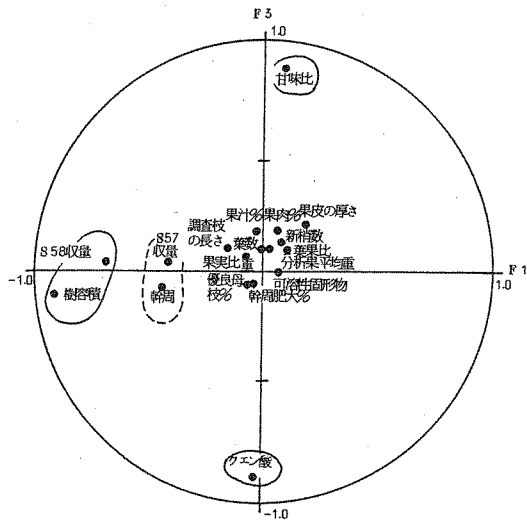 F3
1.0
甘味比
果汁%果肉%果皮の厚さ
調査枝の長さ
新梢数
葉数
葉果比
S58収量
S57収量
果実比重
分析果平均重
-1.0
F1
1.0
樹容積
幹周
優良母枝%
可溶性固形物
幹周肥大%
クエン酸
-1.0